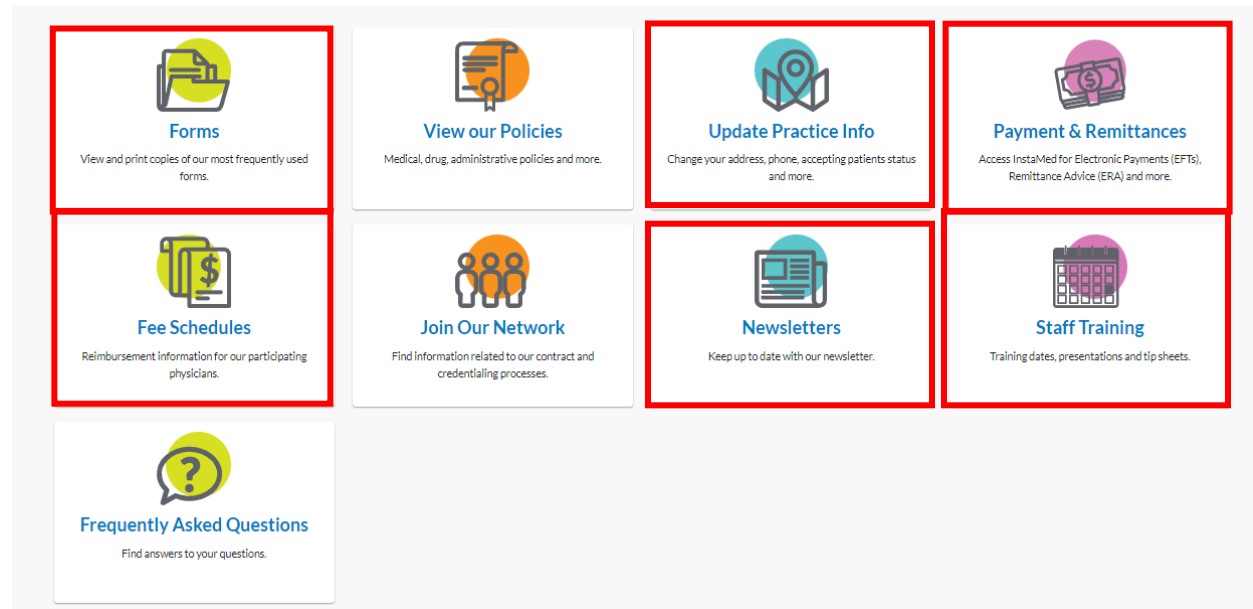 Forms
View and print copies of our most frequently used
forms.
View our Policies
Medical, drug, administrative policies and more.
Update Practice Info
Change your address, phone, accepting patients status
and more.
Payment & Remittances
Access InstaMed for Electronic Payments (EFTs),
Remittance Advice (ERA) and more.
$
Fee Schedules
Reimbursement information for our participating
physicians.
Join Our Network
Find information related to our contract and
credentialing processes.
Newsletters
Keep up to date with our newsletter.
Staff Training
Training dates, presentations and tip sheets.
?
Frequently Asked Questions
Find answers to your questions.